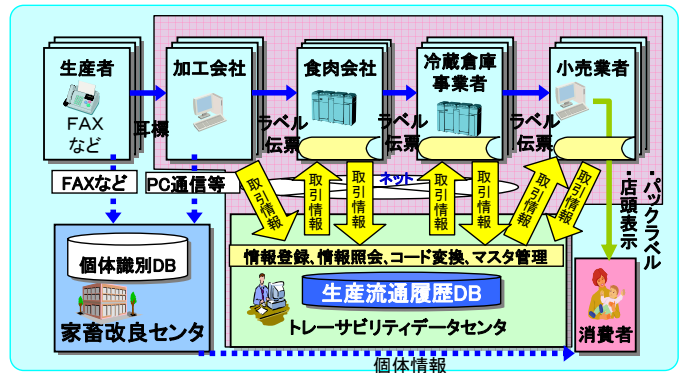 生産者
FAX
など
加工会社
食肉会社
冷蔵倉庫
事業者
小売業者
耳標
ラベル
伝票
ラベル
伝票
ラベル
伝票
FAXなど
PC通信等
ネット
取引情報
取引情報
取引情報
取引情報
取引情報
取引情報
取引情報
・パックラベル
・店頭表示
情報登録、情報照会、コード変換、マスタ管理
個体識別DB
生産流通履歴DB
家畜改良センタ
トレーサビリティデータセンタ
消費者
個体情報